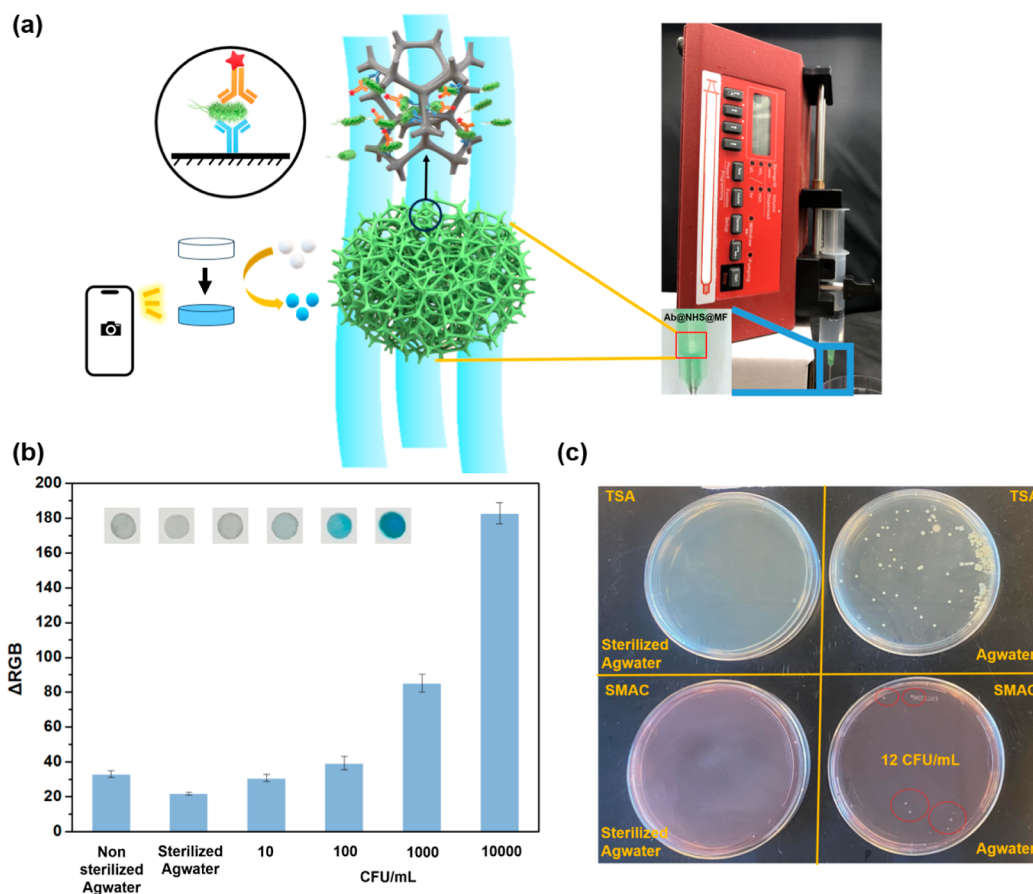 (a)
Ab@NHS@MF
(b)
ΔRGB
200
180
160
140
120
100
80
60
40
20
0
Non
sterilized
Agwater
Sterilized
Agwater
10
100
1000
10000
CFU/mL
(c)
TSA
TSA
Sterilized
Agwater
Agwater
SMAC
SMAC
12 CFU/mL
Sterilized
Agwater
Agwater